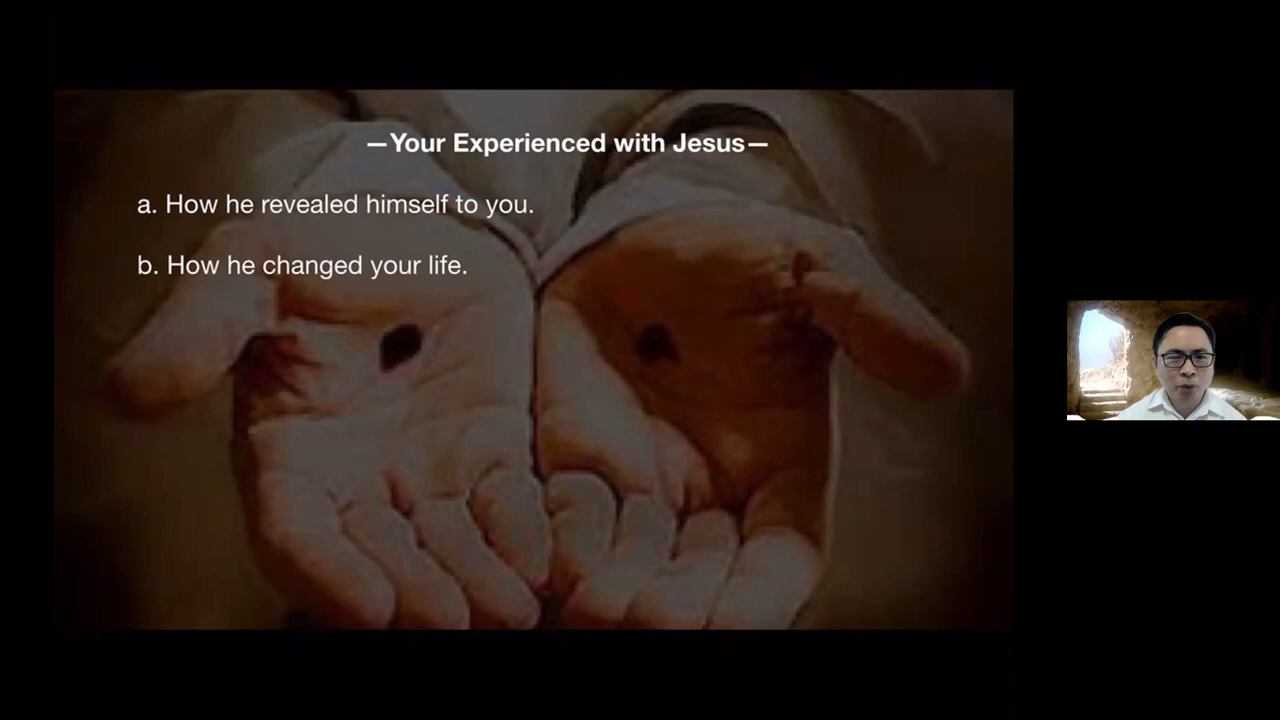 —Your Experienced with Jesus—
a. How he revealed himself to you.
b. How he changed your life.